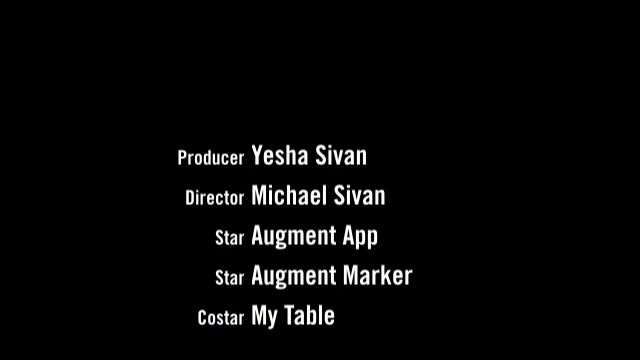 Producer Yesha Sivan
Director Michael Sivan
Star Augment App
Star Augment Marker
Costar My Table